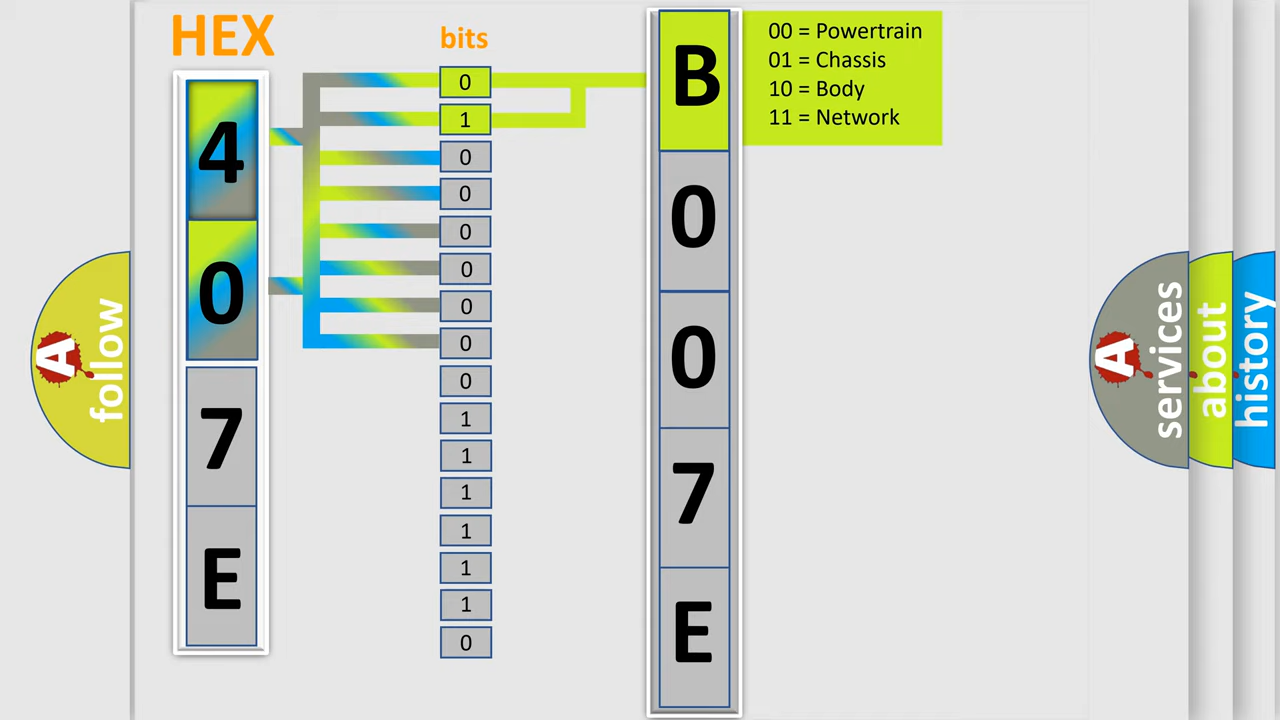 HEX
bits
4
0
7
E
0
1
0
0
0
0
0
0
0
1
1
1
1
1
1
0
B
0
0
7
E
00 = Powertrain
01 = Chassis
10 = Body
11 = Network
A
follow
A
services
about
history